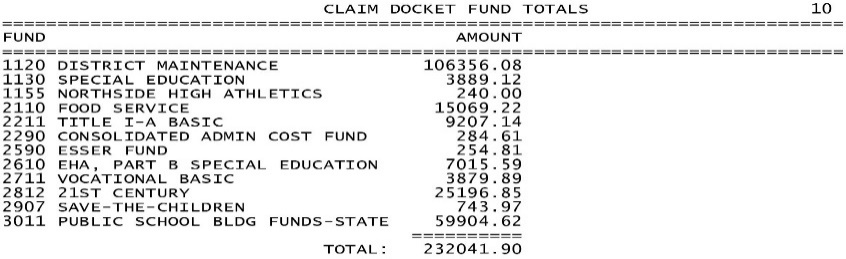 CLAIM DOCKET FUND TOTALS 10
================================================================================
FUND AMOUNT
================================================================================
1120 DISTRICT MAINTENANCE 106356.08
1130 SPECIAL EDUCATION 3889.12
1155 NORTHSIDE HIGH ATHLETICS 240.00
2110 FOOD SERVICE 15069.22
2211 TITLE I-A BASIC 9207.14
2290 CONSOLIDATED ADMIN COST FUND 284.61
2590 ESSER FUND 254.81
2610 EHA, PART B SPECIAL EDUCATION 7015.59
2711 VOCATIONAL BASIC 3879.89
2812 21ST CENTURY 25196.85
2907 SAVE-THE-CHILDREN 743.97
3011 PUBLIC SCHOOL BLDG FUNDS-STATE 59904.62
==========
TOTAL: 232041.90